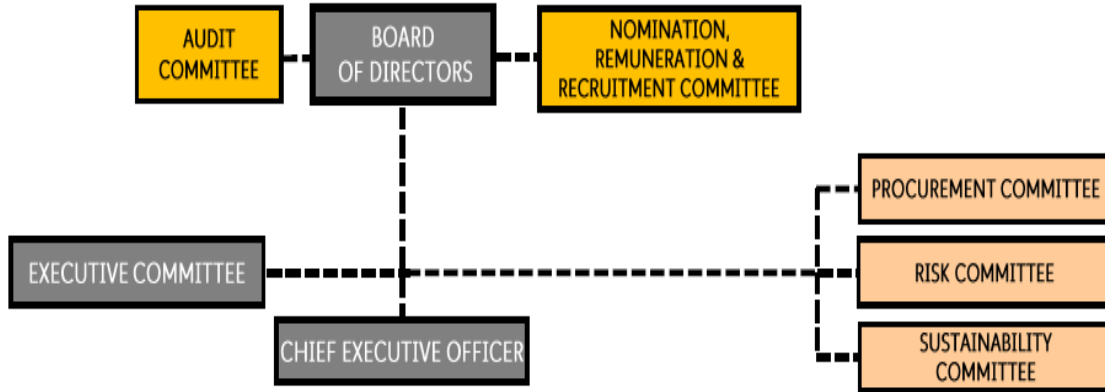 AUDIT
COMMITTEE
BOARD
OF DIRECTORS
NOMINATION,
REMUNERATION &
RECRUITMENT COMMITTEE
PROCUREMENT COMMITTEE
EXECUTIVE COMMITTEE
RISK COMMITTEE
CHIEF EXECUTIVE OFFICER
SUSTAINABILITY
COMMITTEE